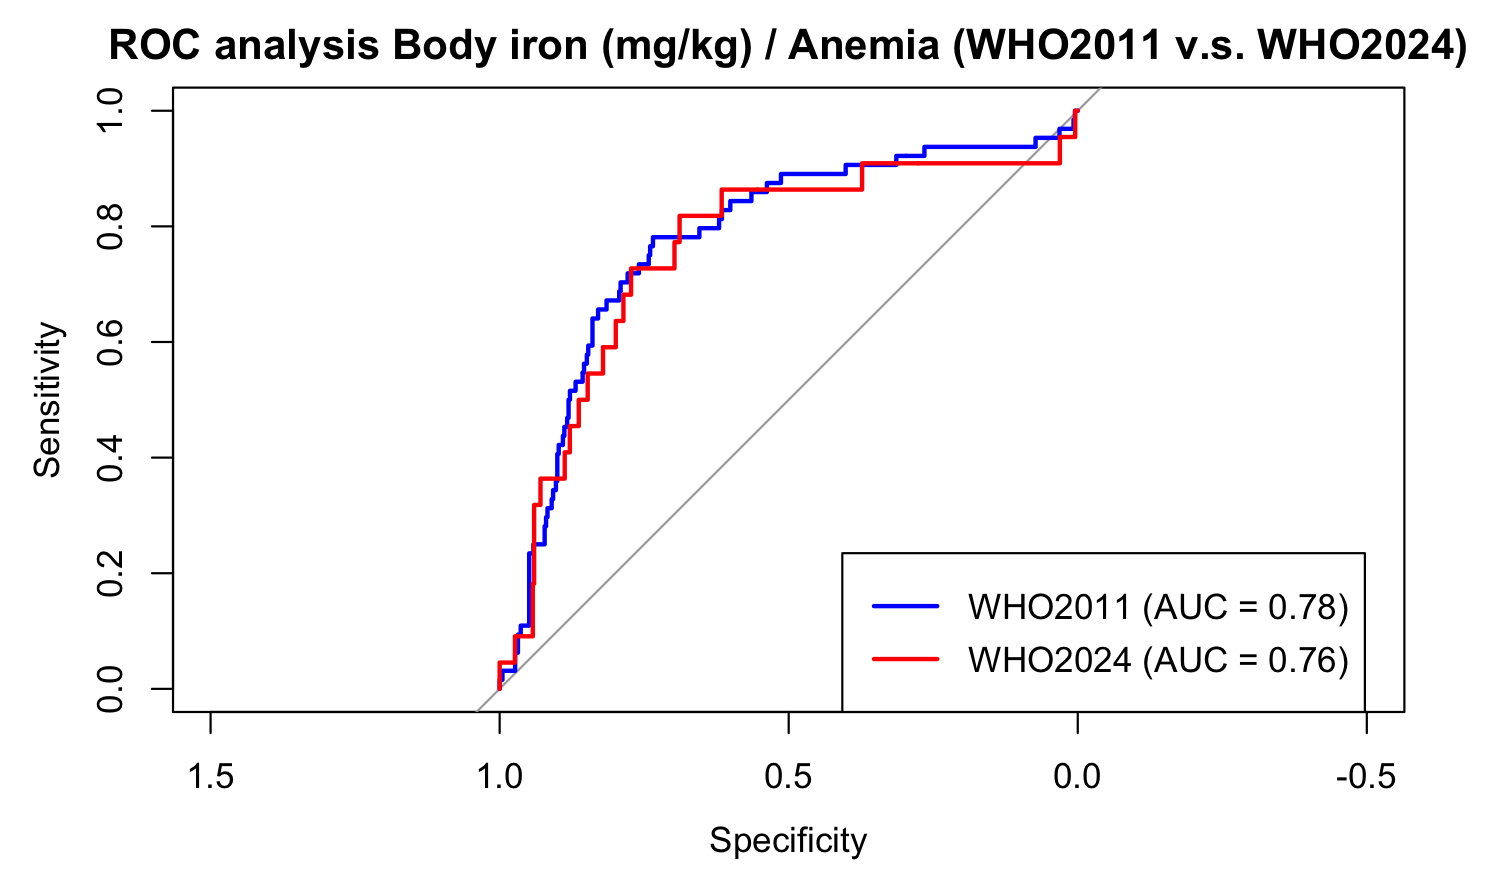 ROC analysis Body iron (mg/kg) / Anemia (WHO2011 v.s. WHO2024)
1.0
0.8
0.6
0.4
0.2
0.0
Sensitivity
WHO2011 (AUC = 0.78)
WHO2024 (AUC = 0.76)
1.5 1.0 0.5 0.0 -0.5
Specificity